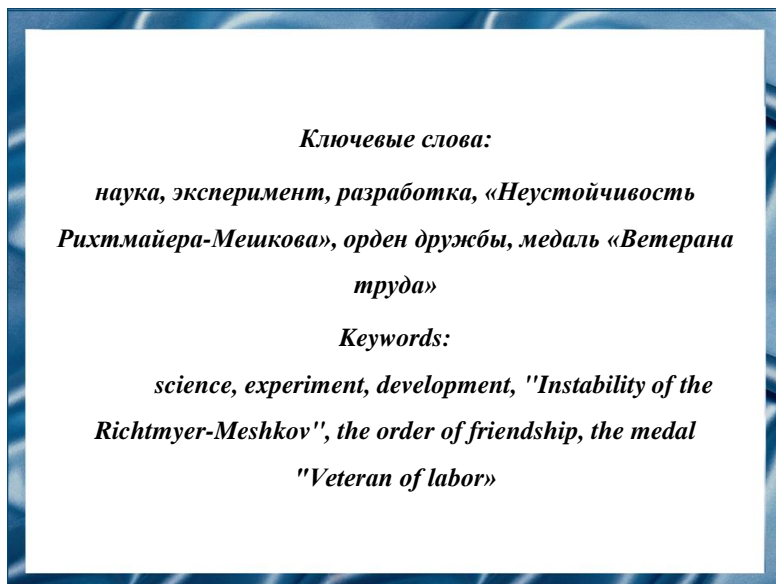 Ключевые слова:
наука, эксперимент, разработка, «Неустойчивость
Рихтмайера-Мешкова», орден дружбы, медаль «Ветерана
труда»
Keywords:
science, experiment, development, "Instability of the
Richtmyer-Meshkov", the order of friendship, the medal
"Veteran of labor»